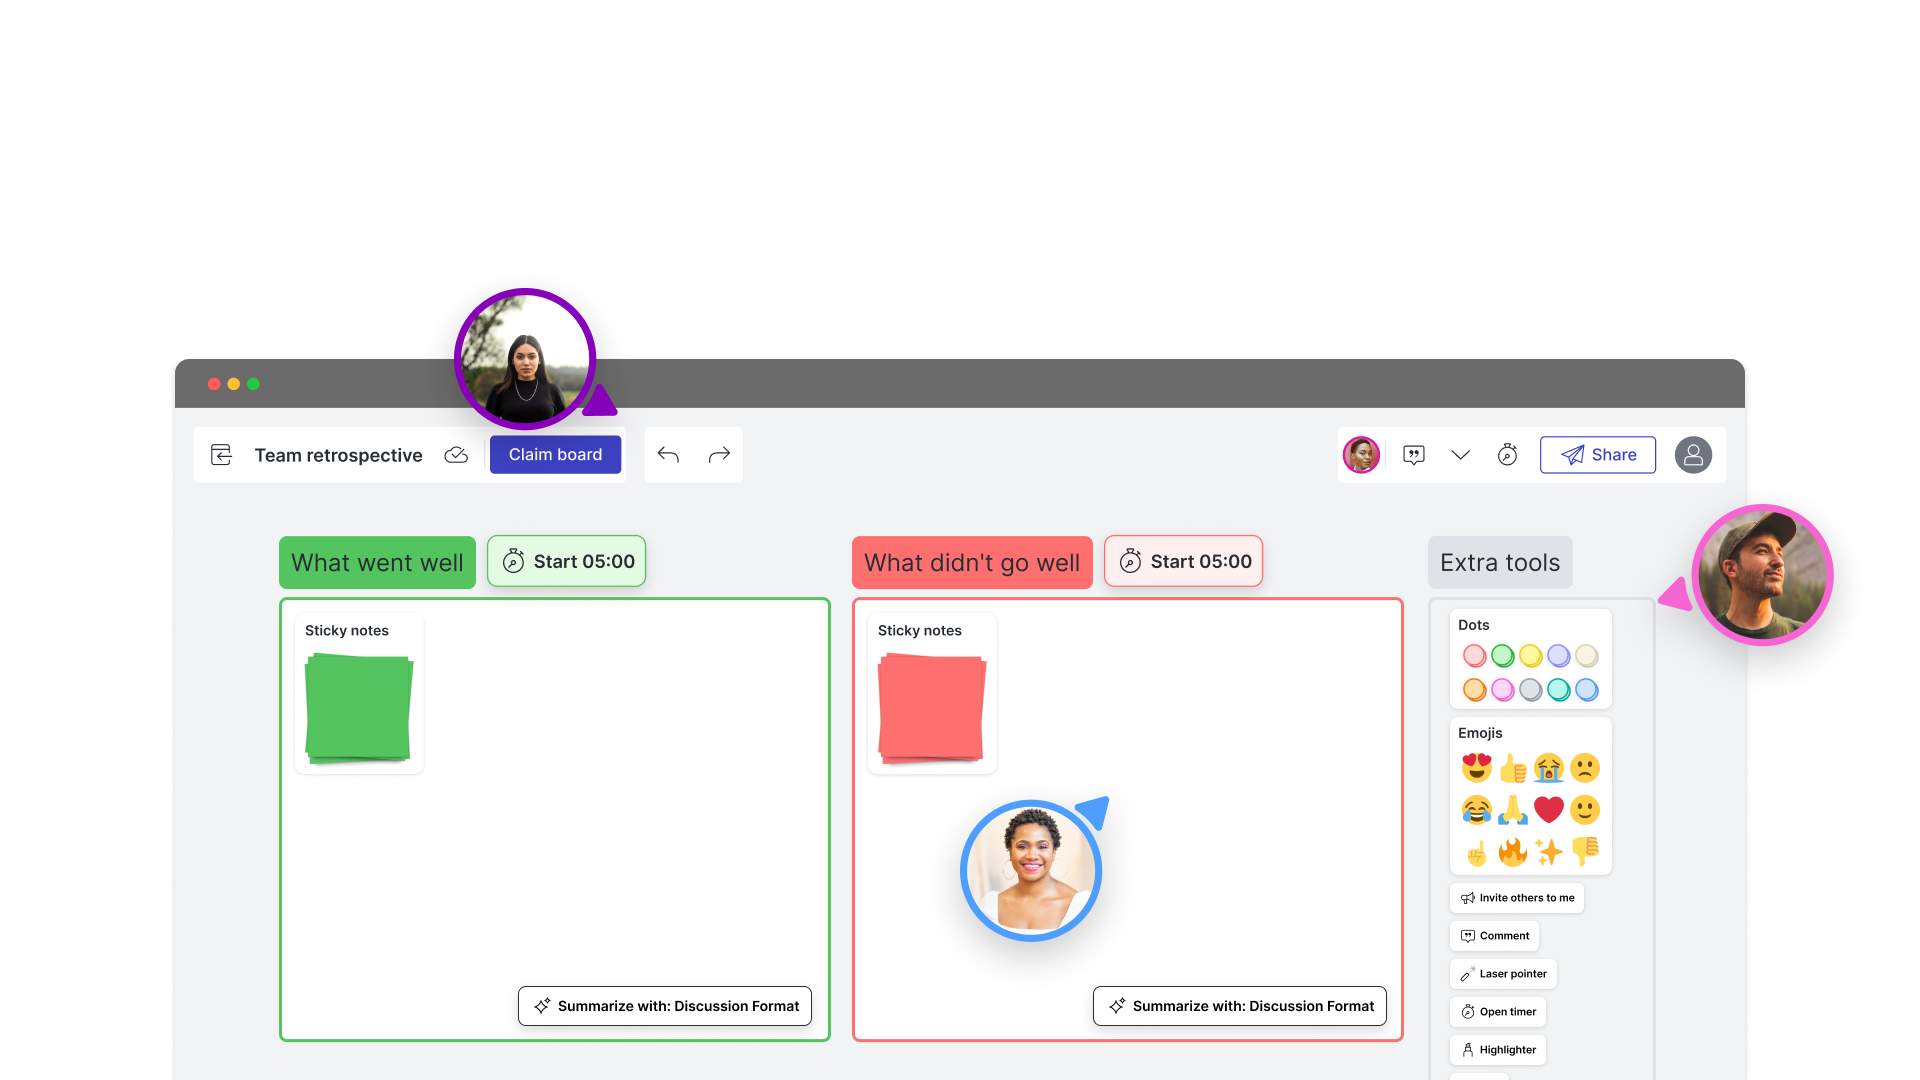 Team retrospective
Claim board
Share
What went well
Start 05:00
What didn't go well
Start 05:00
Extra tools
Sticky notes
Sticky notes
Dots
Emojis
Invite others to me
Comment
Laser pointer
Open timer
Highlighter
Summarize with: Discussion Format
Summarize with: Discussion Format